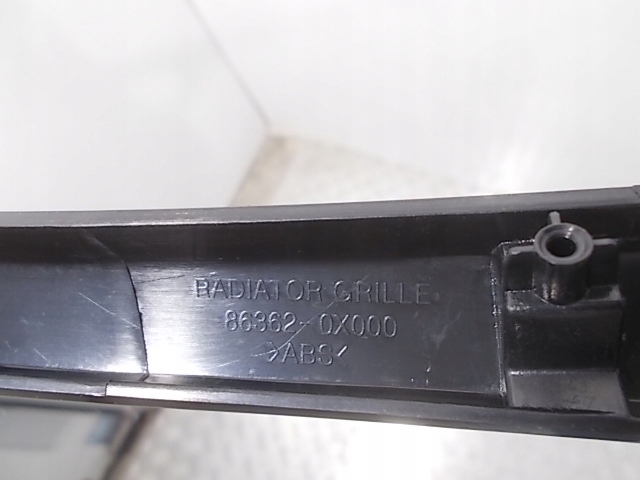 RADIATOR GRILLE
86362-0X000
>ABS<